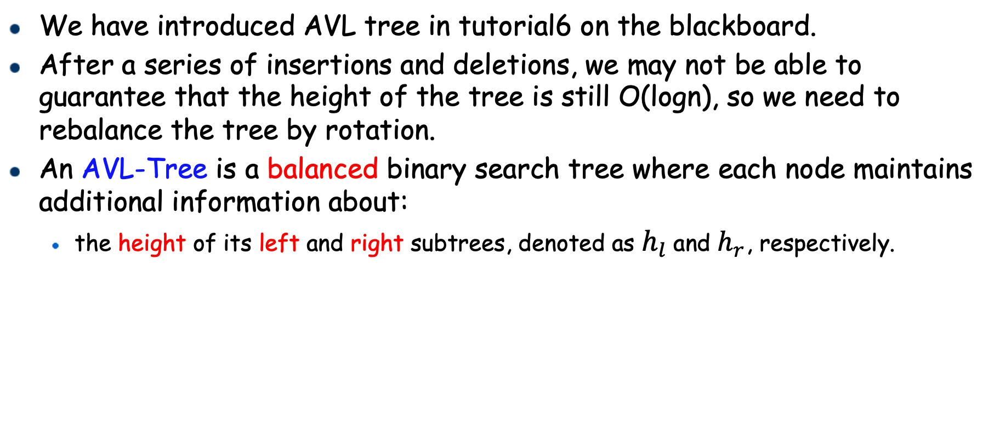 • We have introduced AVL tree in tutorial6 on the blackboard.
• After a series of insertions and deletions, we may not be able to
guarantee that the height of the tree is still O(logn), so we need to
rebalance the tree by rotation.
• An AVL-Tree is a balanced binary search tree where each node maintains
additional information about:
• the height of its left and right subtrees, denoted as hₗ and hᵣ, respectively.